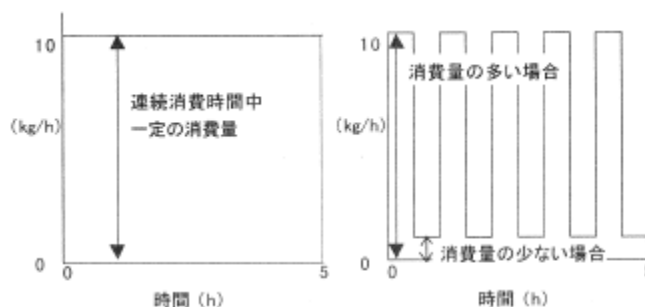 10
連続消費時間中
一定の消費量
(kg/h)
0
0
5
時間(h)
10
消費量の多い場合
(kg/h)
0
消費量の少ない場合
0
時間(h)